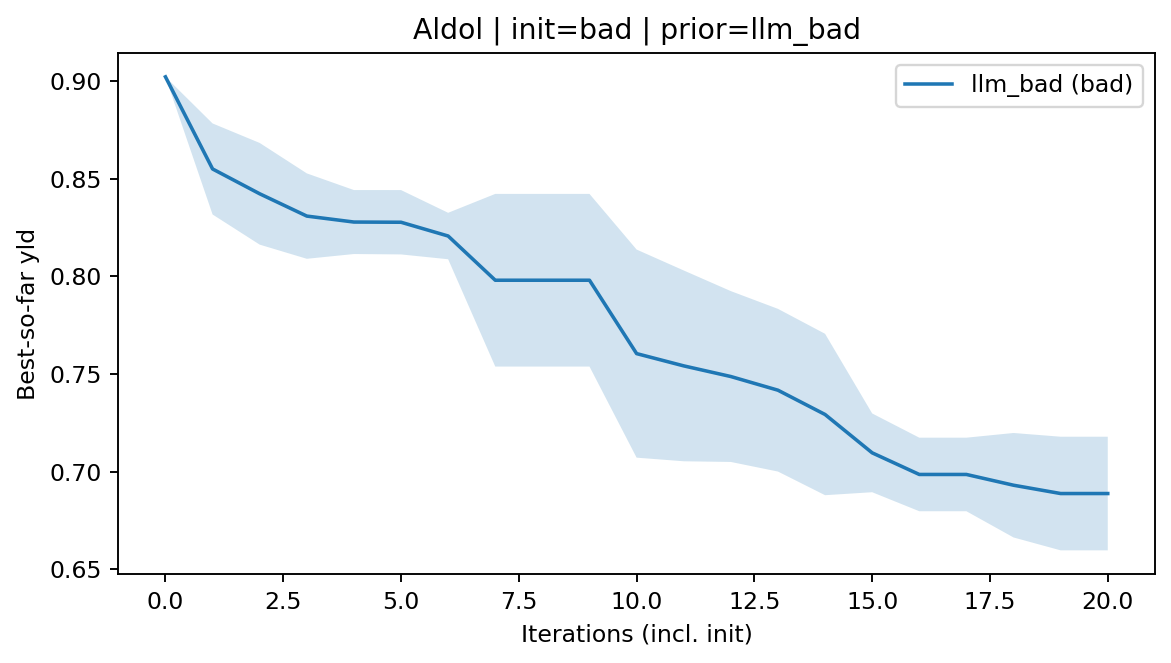 Aldol | init=bad | prior=llm_bad
llm_bad (bad)
Best-so-far yld
0.90
0.85
0.80
0.75
0.70
0.65
0.0 2.5 5.0 7.5 10.0 12.5 15.0 17.5 20.0
Iterations (incl. init)